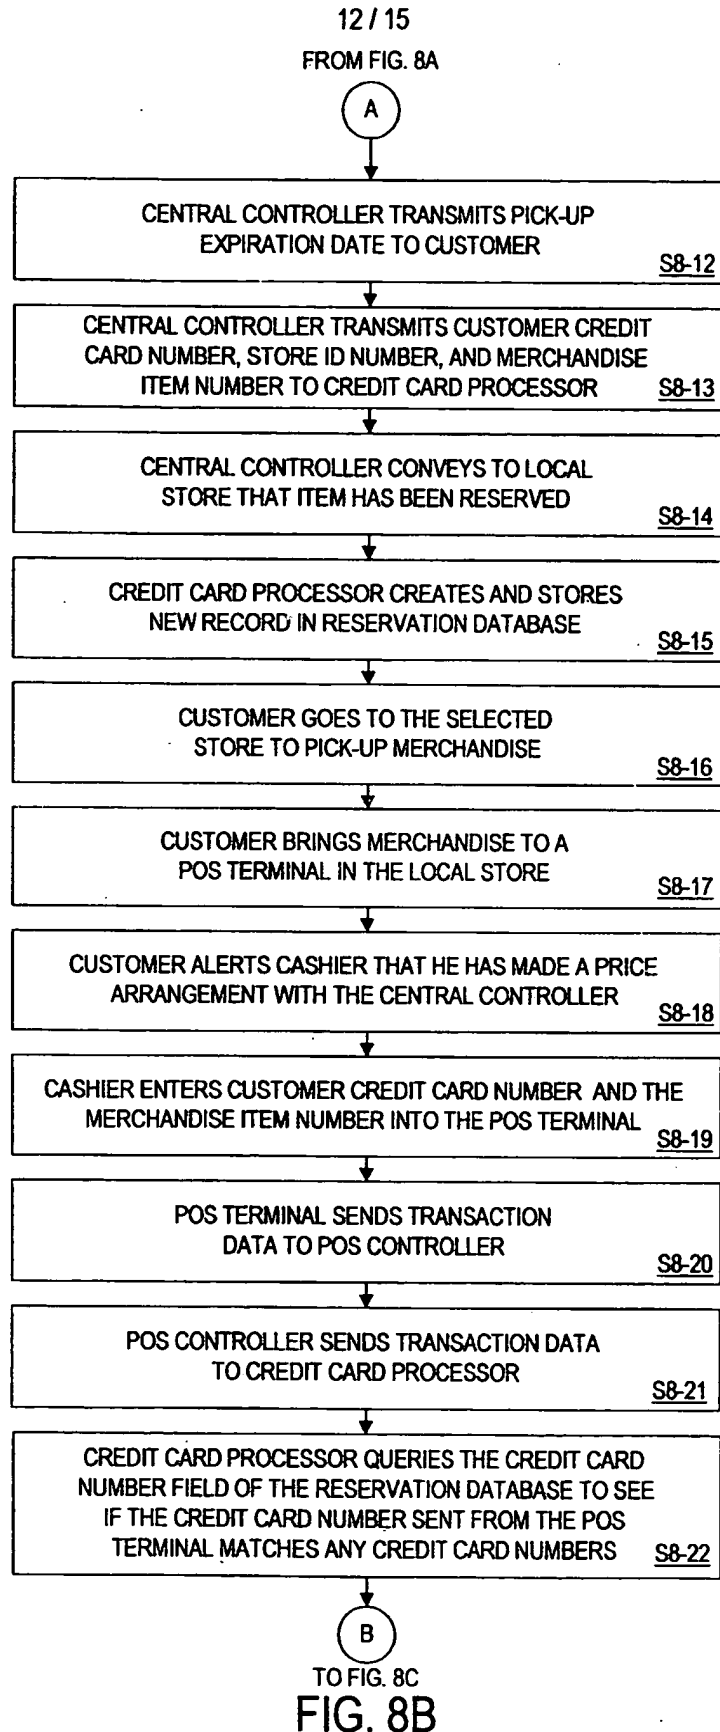 12 / 15
FROM FIG. 8A
A
CENTRAL CONTROLLER TRANSMITS PICK-UP
EXPIRATION DATE TO CUSTOMER
S8-12
CENTRAL CONTROLLER TRANSMITS CUSTOMER CREDIT
CARD NUMBER, STORE ID NUMBER, AND MERCHANDISE
ITEM NUMBER TO CREDIT CARD PROCESSOR
S8-13
CENTRAL CONTROLLER CONVEYS TO LOCAL
STORE THAT ITEM HAS BEEN RESERVED
S8-14
CREDIT CARD PROCESSOR CREATES AND STORES
NEW RECORD IN RESERVATION DATABASE
S8-15
CUSTOMER GOES TO THE SELECTED
STORE TO PICK-UP MERCHANDISE
S8-16
CUSTOMER BRINGS MERCHANDISE TO A
POS TERMINAL IN THE LOCAL STORE
S8-17
CUSTOMER ALERTS CASHIER THAT HE HAS MADE A PRICE
ARRANGEMENT WITH THE CENTRAL CONTROLLER
S8-18
CASHIER ENTERS CUSTOMER CREDIT CARD NUMBER AND THE
MERCHANDISE ITEM NUMBER INTO THE POS TERMINAL
S8-19
POS TERMINAL SENDS TRANSACTION
DATA TO POS CONTROLLER
S8-20
POS CONTROLLER SENDS TRANSACTION DATA
TO CREDIT CARD PROCESSOR
S8-21
CREDIT CARD PROCESSOR QUERIES THE CREDIT CARD
NUMBER FIELD OF THE RESERVATION DATABASE TO SEE
IF THE CREDIT CARD NUMBER SENT FROM THE POS
TERMINAL MATCHES ANY CREDIT CARD NUMBERS
S8-22
B
TO FIG. 8C
FIG. 8B